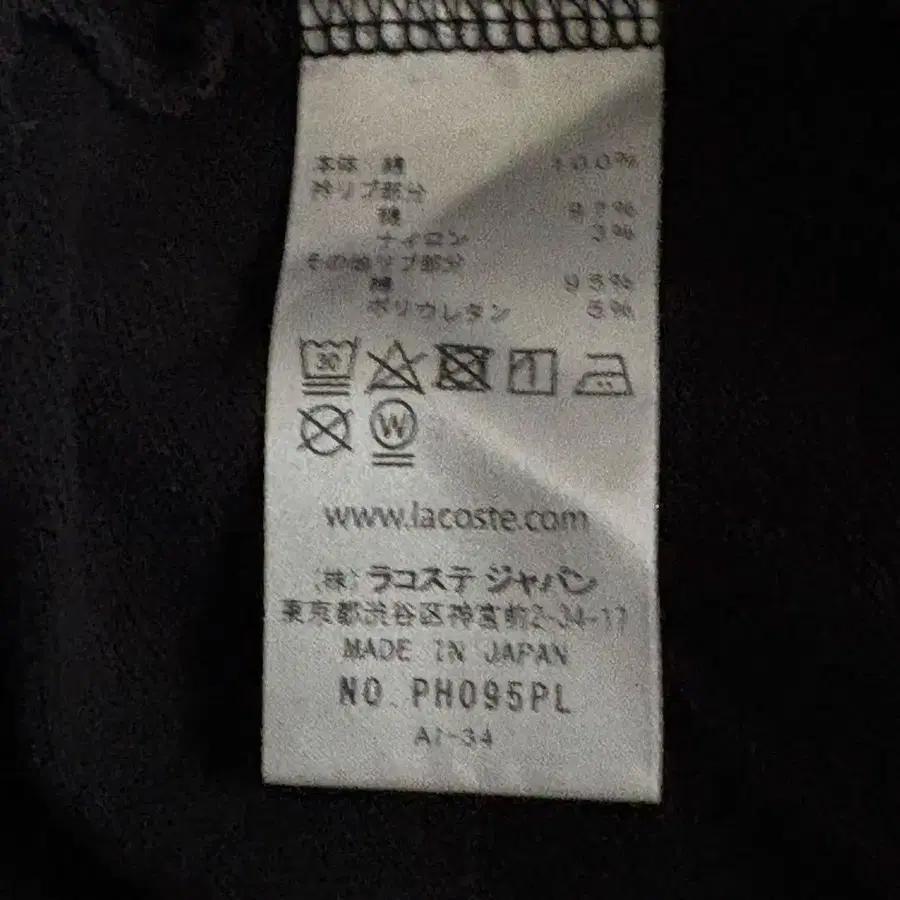 本体 綿 100%
衿リブ部分
綿 97%
ナイロン 3%
その他リブ部分
綿 95%
ポリウレタン 5%
30
W
www.lacoste.com
(株) ラコステ ジャパン
東京都渋谷区神宮前2-34-17
MADE IN JAPAN
NO. PH095PL
A1-34